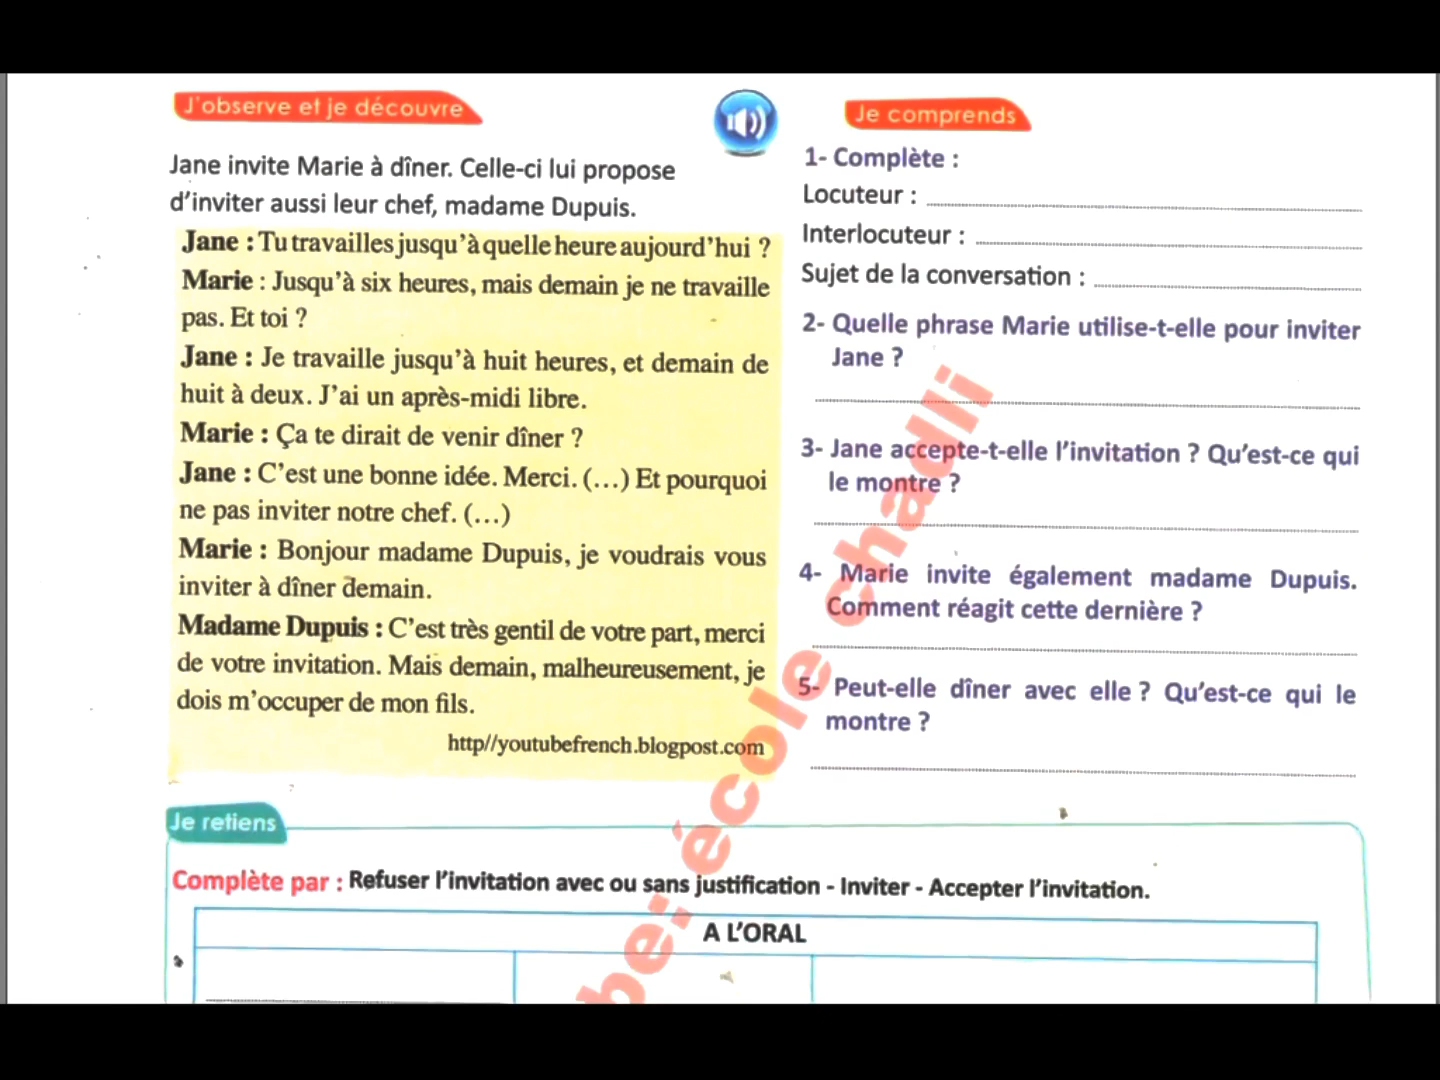 J'observe et je découvre
Jane invite Marie à dîner. Celle-ci lui propose
d'inviter aussi leur chef, madame Dupuis.
Jane : Tu travailles jusqu'à quelle heure aujourd'hui ?
Marie : Jusqu'à six heures, mais demain je ne travaille
pas. Et toi ?
Jane : Je travaille jusqu'à huit heures, et demain de
huit à deux. J'ai un après-midi libre.
Marie : Ça te dirait de venir dîner ?
Jane : C'est une bonne idée. Merci. (...) Et pourquoi
ne pas inviter notre chef. (...)
Marie : Bonjour madame Dupuis, je voudrais vous
inviter à dîner demain.
Madame Dupuis : C'est très gentil de votre part, merci
de votre invitation. Mais demain, malheureusement, je
dois m'occuper de mon fils.
http//youtubefrench.blogpost.com
Je comprends
1- Complète :
Locuteur :
Interlocuteur :
Sujet de la conversation :
2- Quelle phrase Marie utilise-t-elle pour inviter
Jane ?
3- Jane accepte-t-elle l'invitation ? Qu'est-ce qui
le montre ?
4- Marie invite également madame Dupuis.
Comment réagit cette dernière ?
5- Peut-elle dîner avec elle ? Qu'est-ce qui le
montre ?
Je retiens
Complète par : Refuser l'invitation avec ou sans justification - Inviter - Accepter l'invitation.
A L'ORAL
be: école chadli